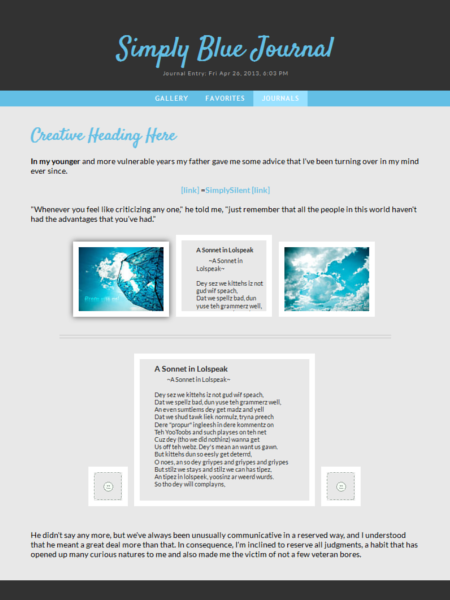 Simply Blue Journal
Journal Entry: Fri Apr 26, 2013, 6:03 PM
GALLERY FAVORITES JOURNALS
Creative Heading Here
In my younger and more vulnerable years my father gave me some advice that I've been turning over in my mind
ever since.
[link] =SimplySilent [link]
"Whenever you feel like criticizing any one," he told me, "just remember that all the people in this world haven't
had the advantages that you've had."
A Sonnet in Lolspeak
~A Sonnet in
Lolspeak~
Dey sez we kittehs iz not
gud wif speach,
Dat we spellz bad, dun
yuse teh grammerz well,
A Sonnet in Lolspeak
~A Sonnet in Lolspeak~
Dey sez we kittehs iz not gud wif speach,
Dat we spellz bad, dun yuse teh grammerz well,
An even sumtiems dey get madz and yell
Dat we shud tawk liek normulz, tryna preech
Dere "propur" ingleesh in dere kommentz on
Teh YooToobs and such playses on teh net
Cuz dey (tho we did nothinz) wanna get
Us off teh webz. Dey's mean an want us gawn.
But kittehs dun so eesly get deterrd,
O noes, an so dey griypes and griypes and griypes
But stilz we stays and stilz we can has tipez,
An tipez in lolspeek, yoosinz ar weerd wurds.
So tho dey will complayns,
He didn't say any more, but we've always been unusually communicative in a reserved way, and I understood
that he meant a great deal more than that. In consequence, I'm inclined to reserve all judgments, a habit that has
opened up many curious natures to me and also made me the victim of not a few veteran bores.